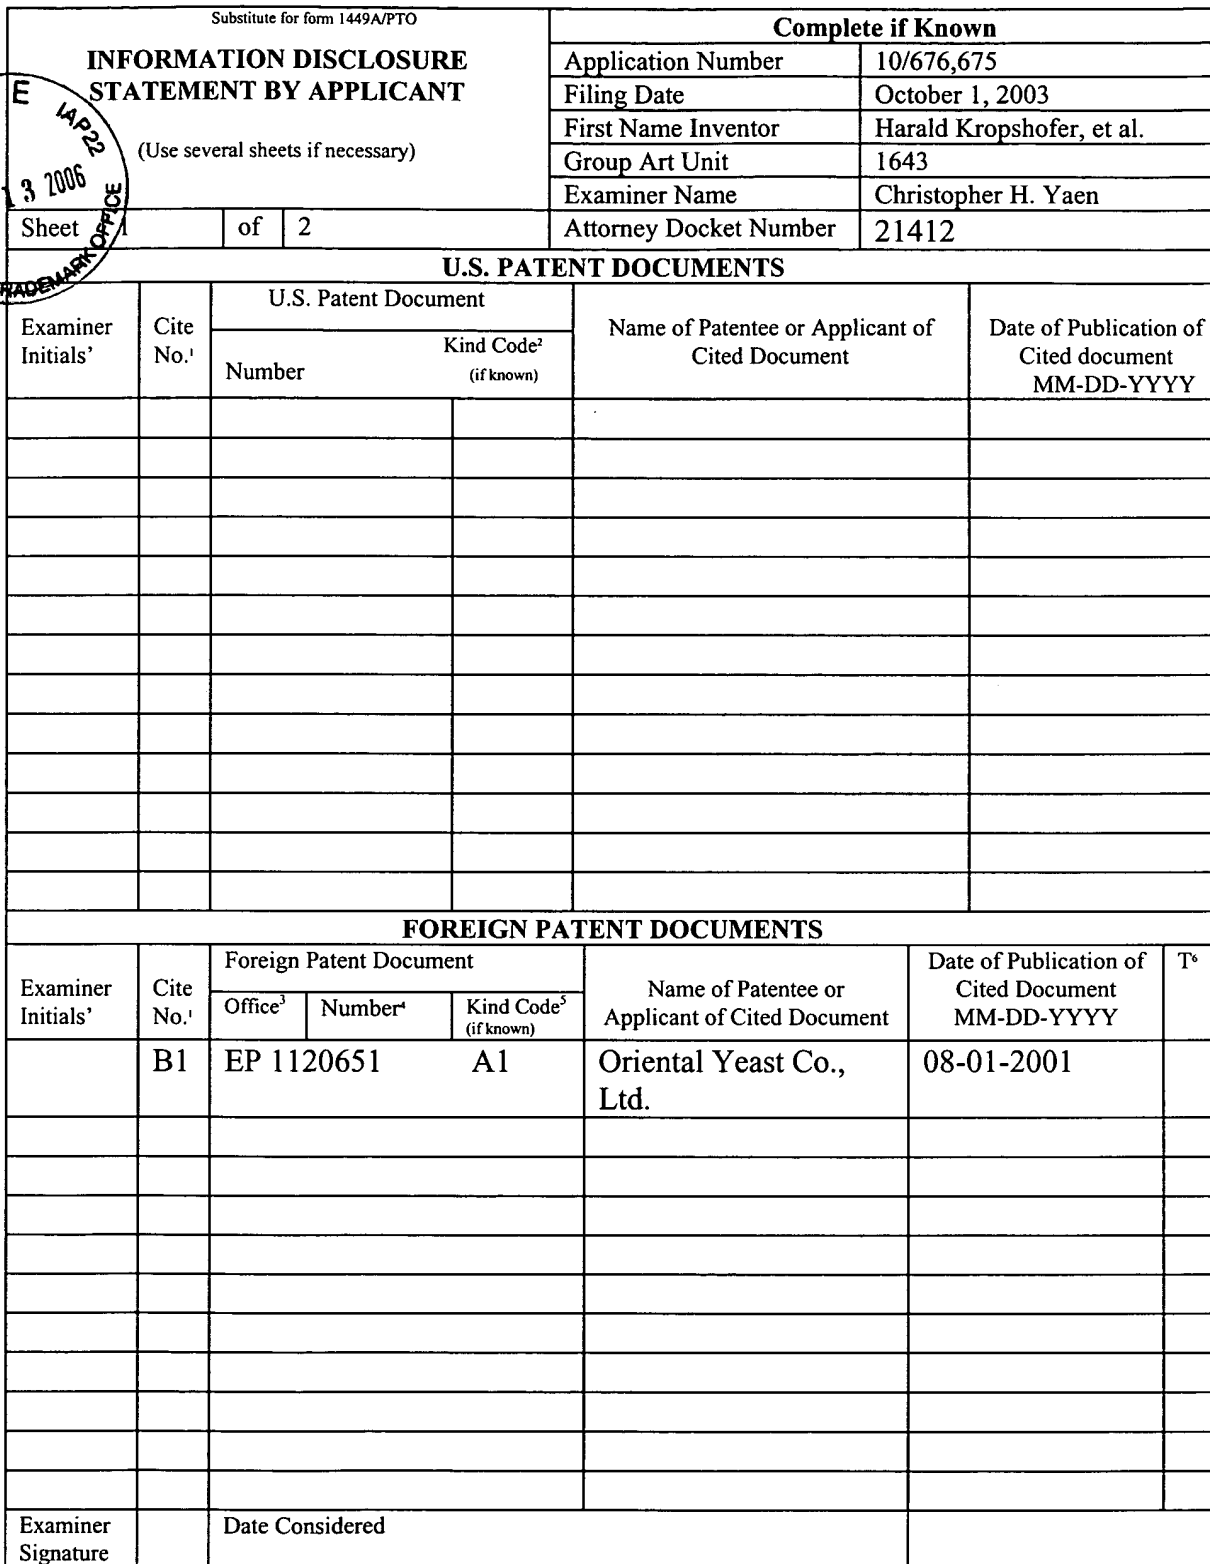 Substitute for form 1449A/PTO
INFORMATION DISCLOSURE
STATEMENT BY APPLICANT
(Use several sheets if necessary)
Sheet 1 of 2
E IAP22
13 2006
TRADEMARK OFFICE
Complete if Known
Application Number 10/676,675
Filing Date October 1, 2003
First Name Inventor Harald Kropshofer, et al.
Group Art Unit 1643
Examiner Name Christopher H. Yaen
Attorney Docket Number 21412
U.S. PATENT DOCUMENTS
Examiner
Initials'
Cite
No.¹
U.S. Patent Document
Number
Kind Code²
(if known)
Name of Patentee or Applicant of
Cited Document
Date of Publication of
Cited document
MM-DD-YYYY
FOREIGN PATENT DOCUMENTS
Examiner
Initials'
Cite
No.¹
Foreign Patent Document
Office³ Number⁴ Kind Code⁵
(if known)
Name of Patentee or
Applicant of Cited Document
Date of Publication of
Cited Document
MM-DD-YYYY
T⁶
B1 EP 1120651 A1 Oriental Yeast Co., 08-01-2001
Ltd.
Examiner
Signature
Date Considered